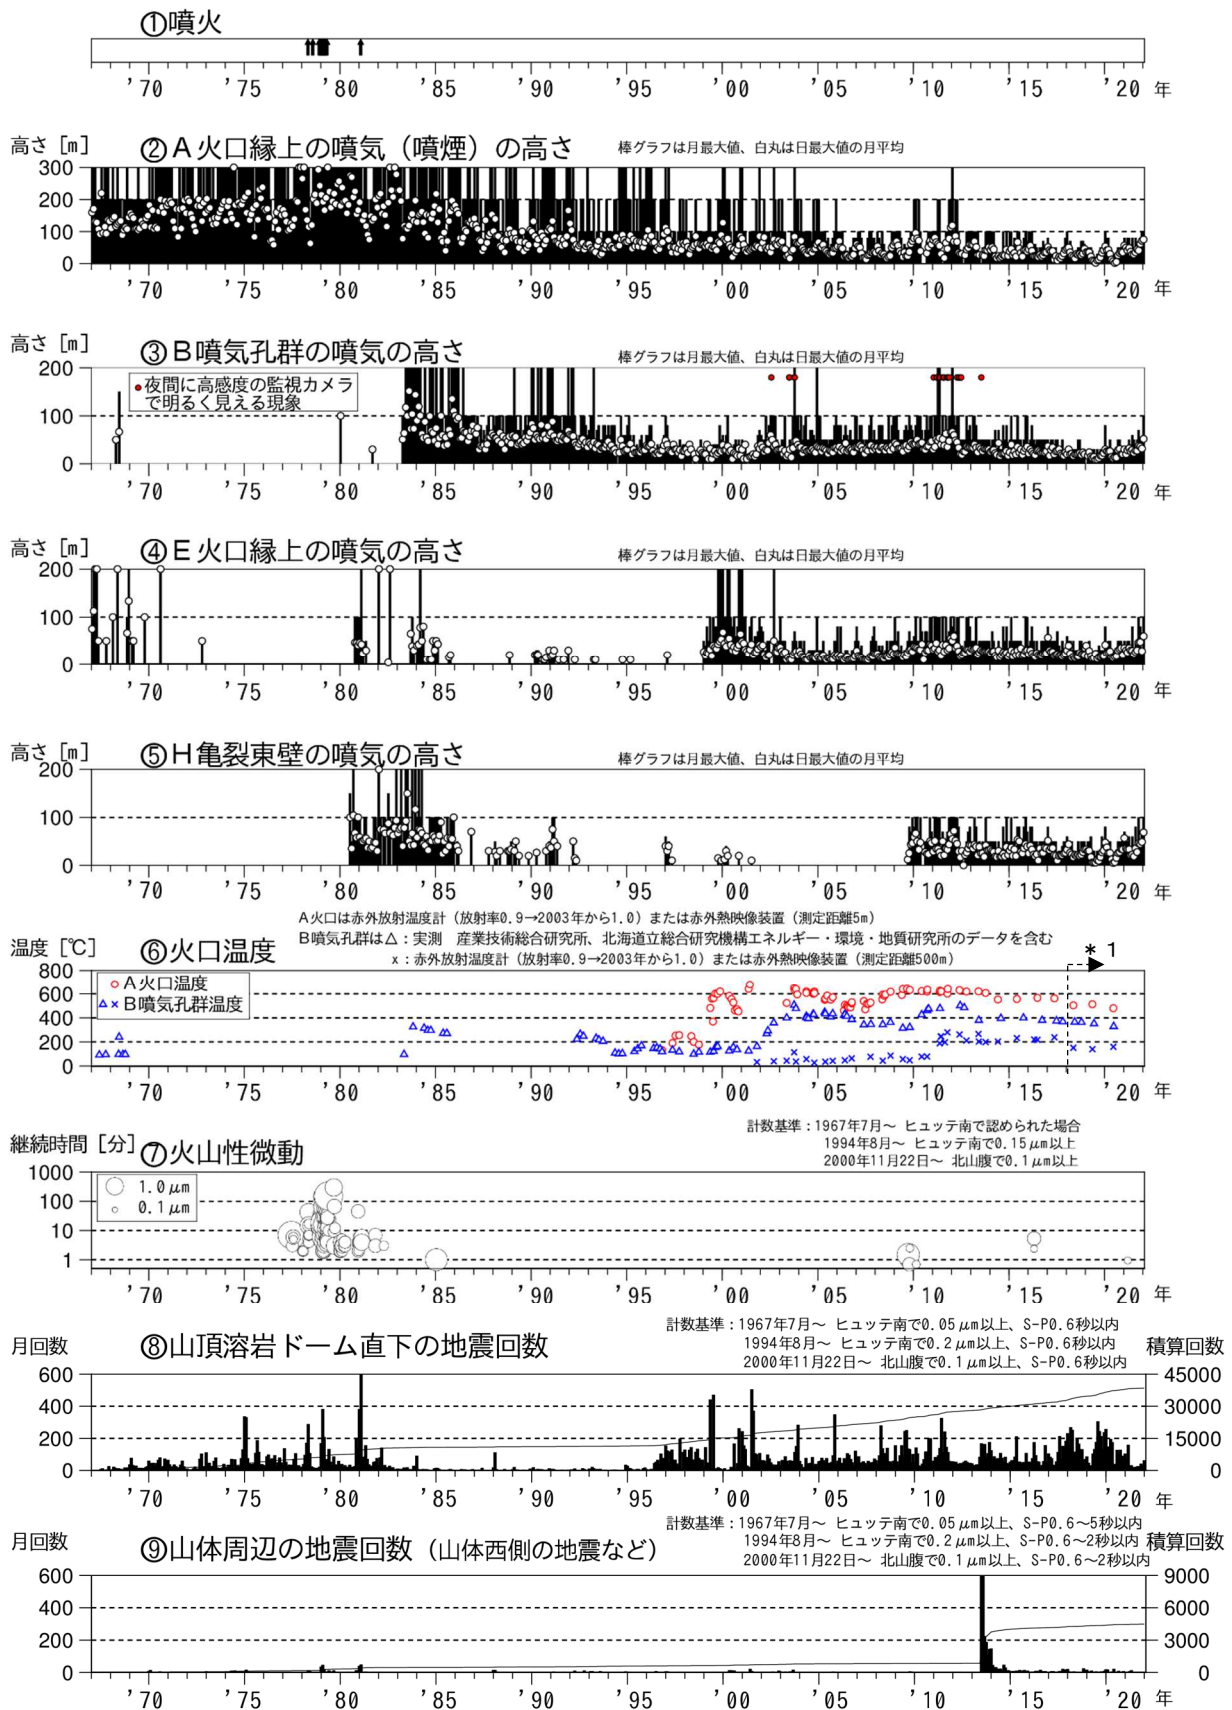 ①噴火
'70 '75 '80 '85 '90 '95 '00 '05 '10 '15 '20 年
高さ [m] ②A火口縁上の噴気(噴煙)の高さ 棒グラフは月最大値、白丸は日最大値の月平均
300
200
100
0
'70 '75 '80 '85 '90 '95 '00 '05 '10 '15 '20 年
高さ [m] ③B噴気孔群の噴気の高さ 棒グラフは月最大値、白丸は日最大値の月平均
200
●夜間に高感度の監視カメラ
で明るく見える現象
100
0
'70 '75 '80 '85 '90 '95 '00 '05 '10 '15 '20 年
高さ [m] ④E火口縁上の噴気の高さ 棒グラフは月最大値、白丸は日最大値の月平均
200
100
0
'70 '75 '80 '85 '90 '95 '00 '05 '10 '15 '20 年
高さ [m] ⑤H亀裂東壁の噴気の高さ 棒グラフは月最大値、白丸は日最大値の月平均
200
100
0
'70 '75 '80 '85 '90 '95 '00 '05 '10 '15 '20 年
A火口は赤外放射温度計(放射率0.9→2003年から1.0)または赤外熱映像装置(測定距離5m)
温度 [℃] ⑥火口温度 B噴気孔群は△:実測 産業技術総合研究所、北海道立総合研究機構エネルギー・環境・地質研究所のデータを含む
x:赤外放射温度計(放射率0.9→2003年から1.0)または赤外熱映像装置(測定距離500m)
*1
800
○A火口温度
600
△×B噴気孔群温度
400
200
0
'70 '75 '80 '85 '90 '95 '00 '05 '10 '15 '20 年
継続時間 [分] ⑦火山性微動
計数基準:1967年7月~ ヒュッテ南で認められた場合
1994年8月~ ヒュッテ南で0.15μm以上
2000年11月22日~ 北山腹で0.1μm以上
1000
1.0μm
100
0.1μm
10
1
'70 '75 '80 '85 '90 '95 '00 '05 '10 '15 '20 年
計数基準:1967年7月~ ヒュッテ南で0.05μm以上、S-P0.6秒以内
月回数 ⑧山頂溶岩ドーム直下の地震回数 1994年8月~ ヒュッテ南で0.2μm以上、S-P0.6秒以内 積算回数
2000年11月22日~ 北山腹で0.1μm以上、S-P0.6秒以内
600 45000
400 30000
200 15000
0 0
'70 '75 '80 '85 '90 '95 '00 '05 '10 '15 '20 年
計数基準:1967年7月~ ヒュッテ南で0.05μm以上、S-P0.6~5秒以内
月回数 ⑨山体周辺の地震回数(山体西側の地震など) 1994年8月~ ヒュッテ南で0.2μm以上、S-P0.6~2秒以内 積算回数
2000年11月22日~ 北山腹で0.1μm以上、S-P0.6~2秒以内
600 9000
400 6000
200 3000
0 0
'70 '75 '80 '85 '90 '95 '00 '05 '10 '15 '20 年